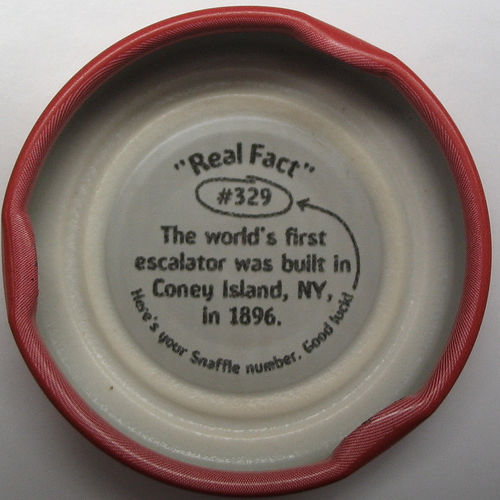 "Real Fact"
#329
The world's first
escalator was built in
Coney Island, NY,
in 1896.
Here's your Snaffle number. Good luck!